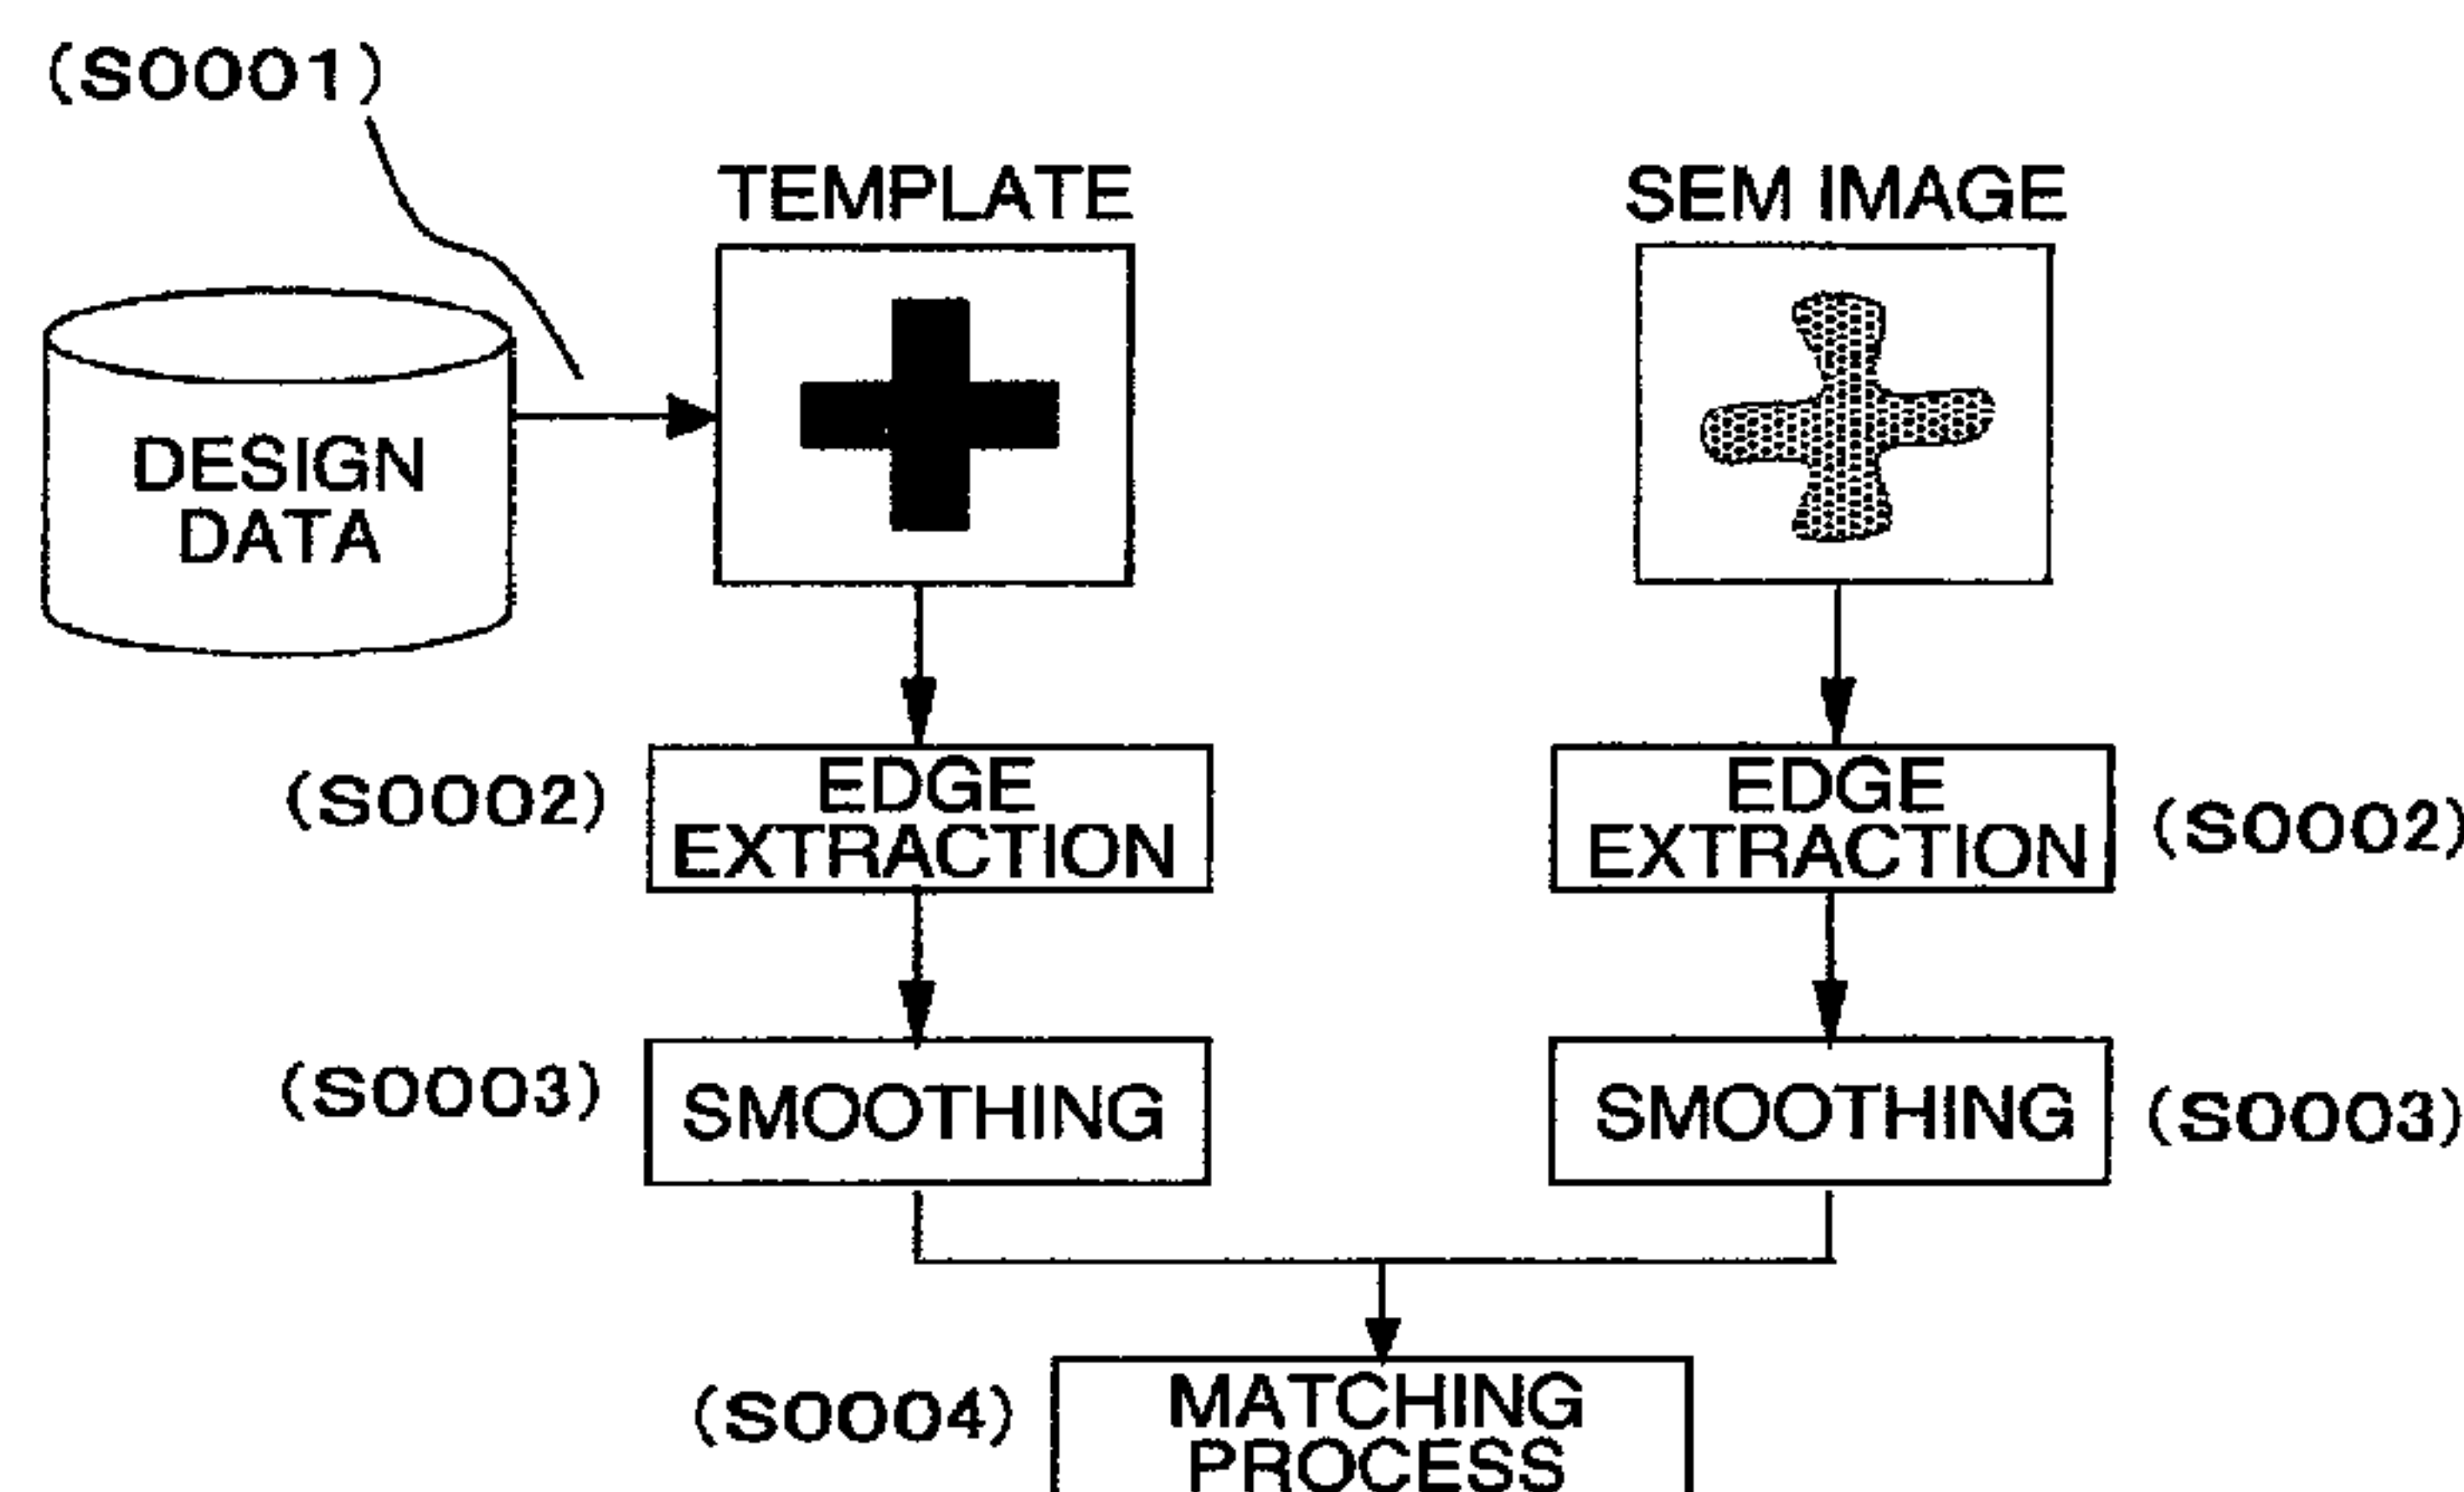 (S0001)
TEMPLATE
SEM IMAGE
DESIGN
DATA
(S0002)
EDGE
EXTRACTION
EDGE
EXTRACTION
(S0002)
(S0003)
SMOOTHING
SMOOTHING
(S0003)
(S0004)
MATCHING
PROCESS